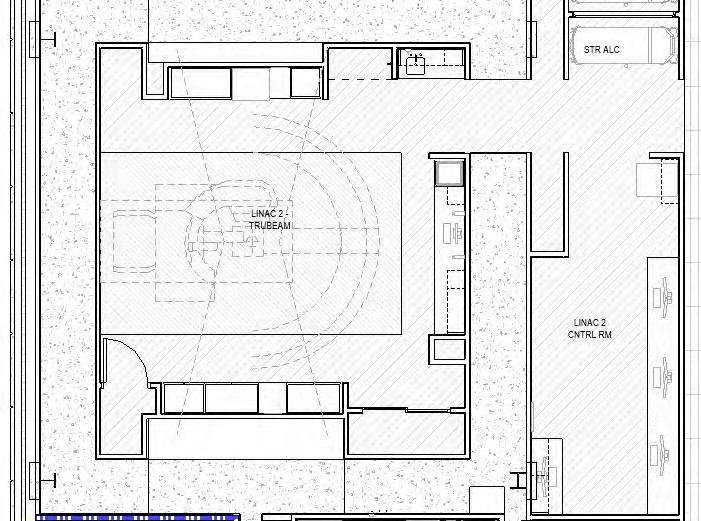 STR ALC
LINAC 2 -
TRUBEAM
LINAC 2
CNTRL RM